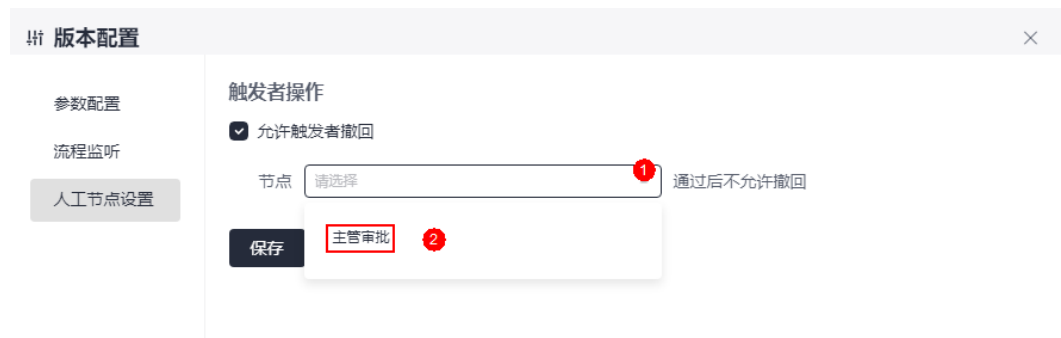 版本配置
参数配置
流程监听
人工节点设置
触发者操作
允许触发者撤回
节点 请选择 1 通过后不允许撤回
主管审批 2
保存